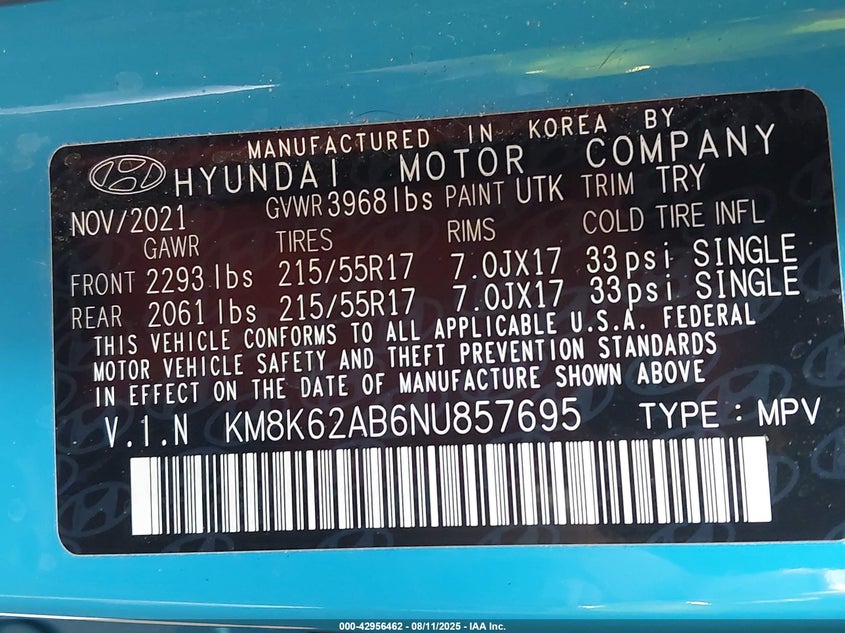 MANUFACTURED IN KOREA BY
HYUNDAI MOTOR COMPANY
NOV/2021 GVWR 3968 lbs PAINT UTK TRIM TRY
GAWR TIRES RIMS COLD TIRE INFL
FRONT 2293 lbs 215/55R17 7.0JX17 33psi SINGLE
REAR 2061 lbs 215/55R17 7.0JX17 33psi SINGLE
THIS VEHICLE CONFORMS TO ALL APPLICABLE U.S.A. FEDERAL
MOTOR VEHICLE SAFETY AND THEFT PREVENTION STANDARDS
IN EFFECT ON THE DATE OF MANUFACTURE SHOWN ABOVE
V.I.N KM8K62AB6NU857695 TYPE : MPV
000-42956462 - 08/11/2025 - IAA Inc.